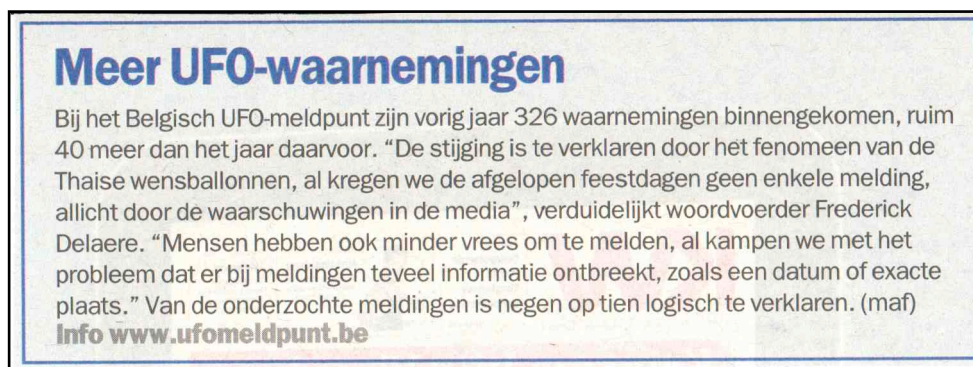 Meer UFO-waarnemingen
Bij het Belgisch UFO-meldpunt zijn vorig jaar 326 waarnemingen binnengekomen, ruim
40 meer dan het jaar daarvoor. “De stijging is te verklaren door het fenomeen van de
Thaise wensballonnen, al kregen we de afgelopen feestdagen geen enkele melding,
allicht door de waarschuwingen in de media”, verduidelijkt woordvoerder Frederick
Delaere. “Mensen hebben ook minder vrees om te melden, al kampen we met het
probleem dat er bij meldingen teveel informatie ontbreekt, zoals een datum of exacte
plaats.” Van de onderzochte meldingen is negen op tien logisch te verklaren. (maf)
Info www.ufomeldpunt.be